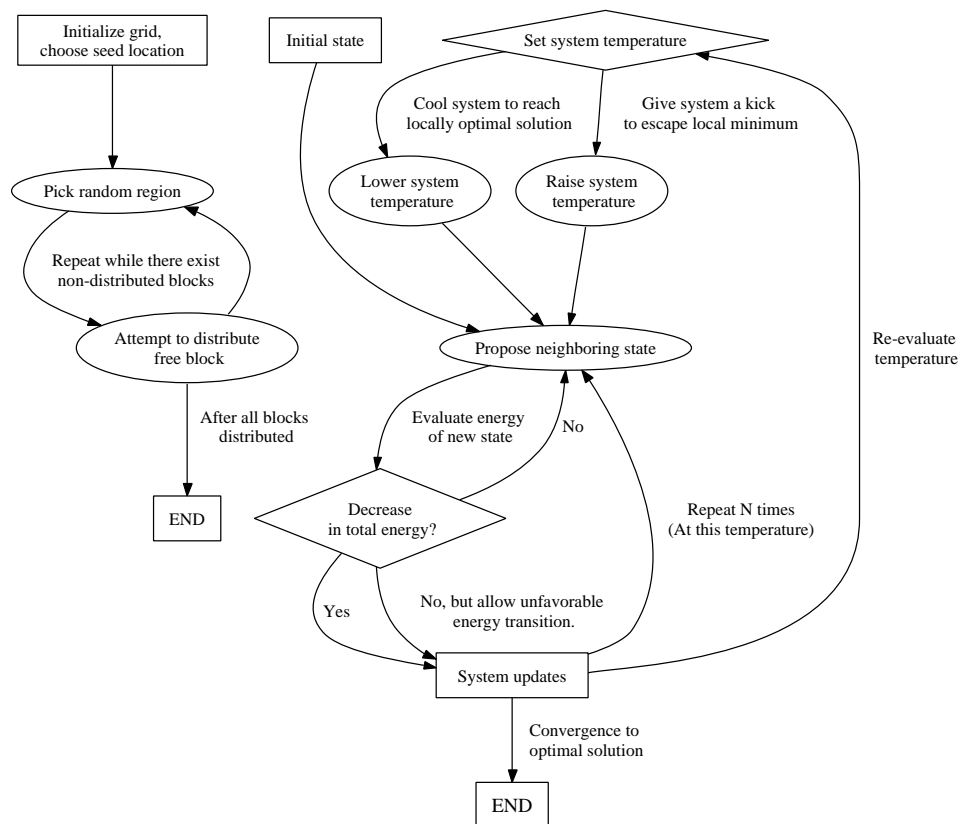 Initialize grid,
choose seed location
Pick random region
Repeat while there exist
non-distributed blocks
Attempt to distribute
free block
After all blocks
distributed
END
Initial state
Set system temperature
Cool system to reach
locally optimal solution
Give system a kick
to escape local minimum
Lower system
temperature
Raise system
temperature
Propose neighboring state
Re-evaluate
temperature
Evaluate energy
of new state
No
Decrease
in total energy?
Repeat N times
(At this temperature)
Yes
No, but allow unfavorable
energy transition.
System updates
Convergence to
optimal solution
END